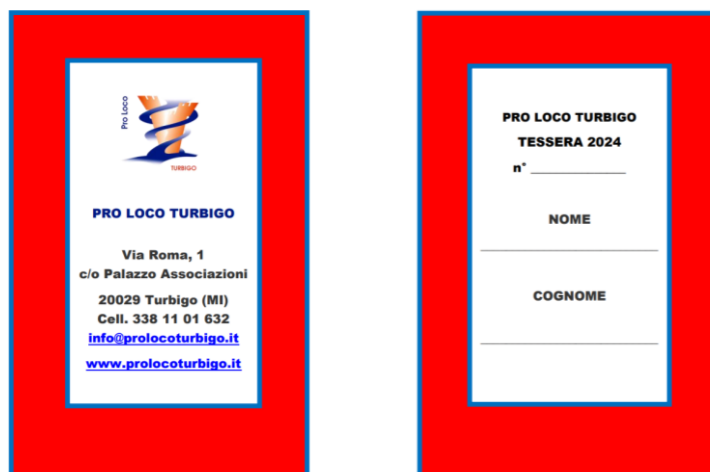 Pro Loco
TURBIGO
PRO LOCO TURBIGO
Via Roma, 1
c/o Palazzo Associazioni
20029 Turbigo (MI)
Cell. 338 11 01 632
info@prolocoturbigo.it
www.prolocoturbigo.it
PRO LOCO TURBIGO
TESSERA 2024
n° _______________
NOME
COGNOME